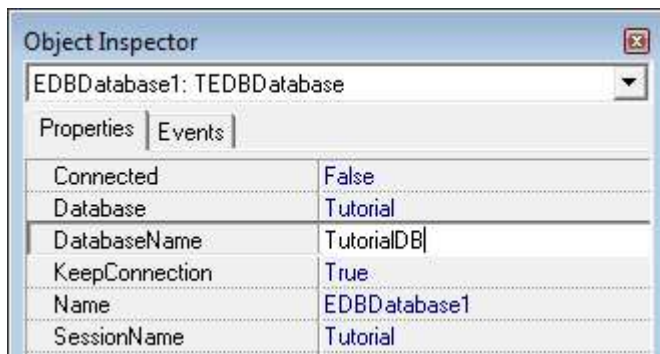 Object Inspector
EDBDatabase1: TEDBDatabase
Properties Events
Connected False
Database Tutorial
DatabaseName TutorialDB
KeepConnection True
Name EDBDatabase1
SessionName Tutorial